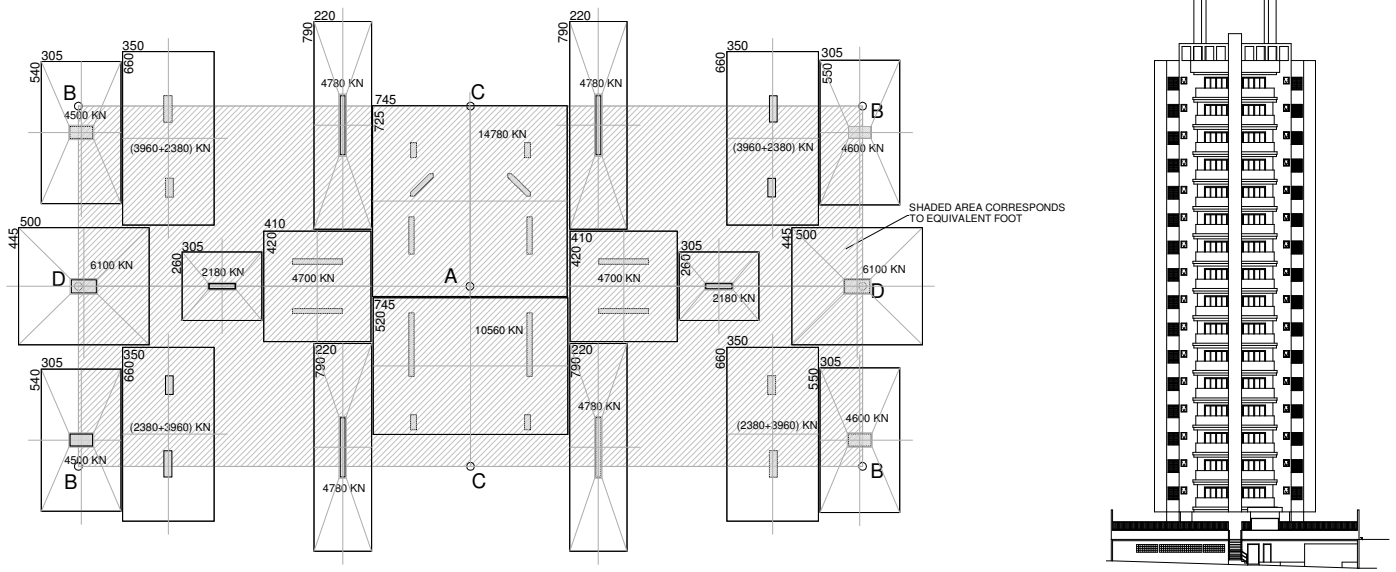 220
790
4780 KN
220
790
4780 KN
305
540
B
4500 KN
350
660
(3960+2380) KN
745
725
C
14780 KN
350
660
(3960+2380) KN
305
550
B
4600 KN
SHADED AREA CORRESPONDS
TO EQUIVALENT FOOT
500
445
D
6100 KN
305
260
2180 KN
410
420
4700 KN
A
410
420
4700 KN
305
260
2180 KN
500
445
6100 KN
D
745
520
10560 KN
305
540
4500 KN
B
350
660
(2380+3960) KN
220
790
4780 KN
C
220
790
4780 KN
350
660
(2380+3960) KN
305
550
4600 KN
B